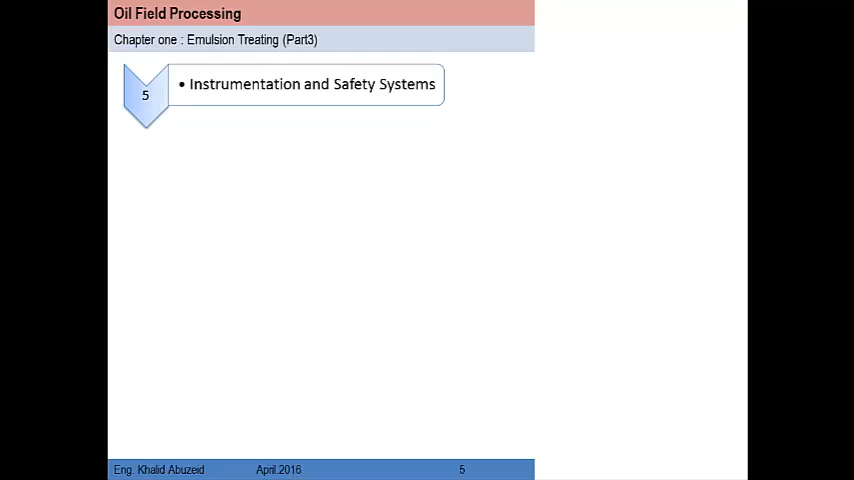 Oil Field Processing
Chapter one : Emulsion Treating (Part3)
5
• Instrumentation and Safety Systems
Eng. Khalid Abuzeid April.2016 5